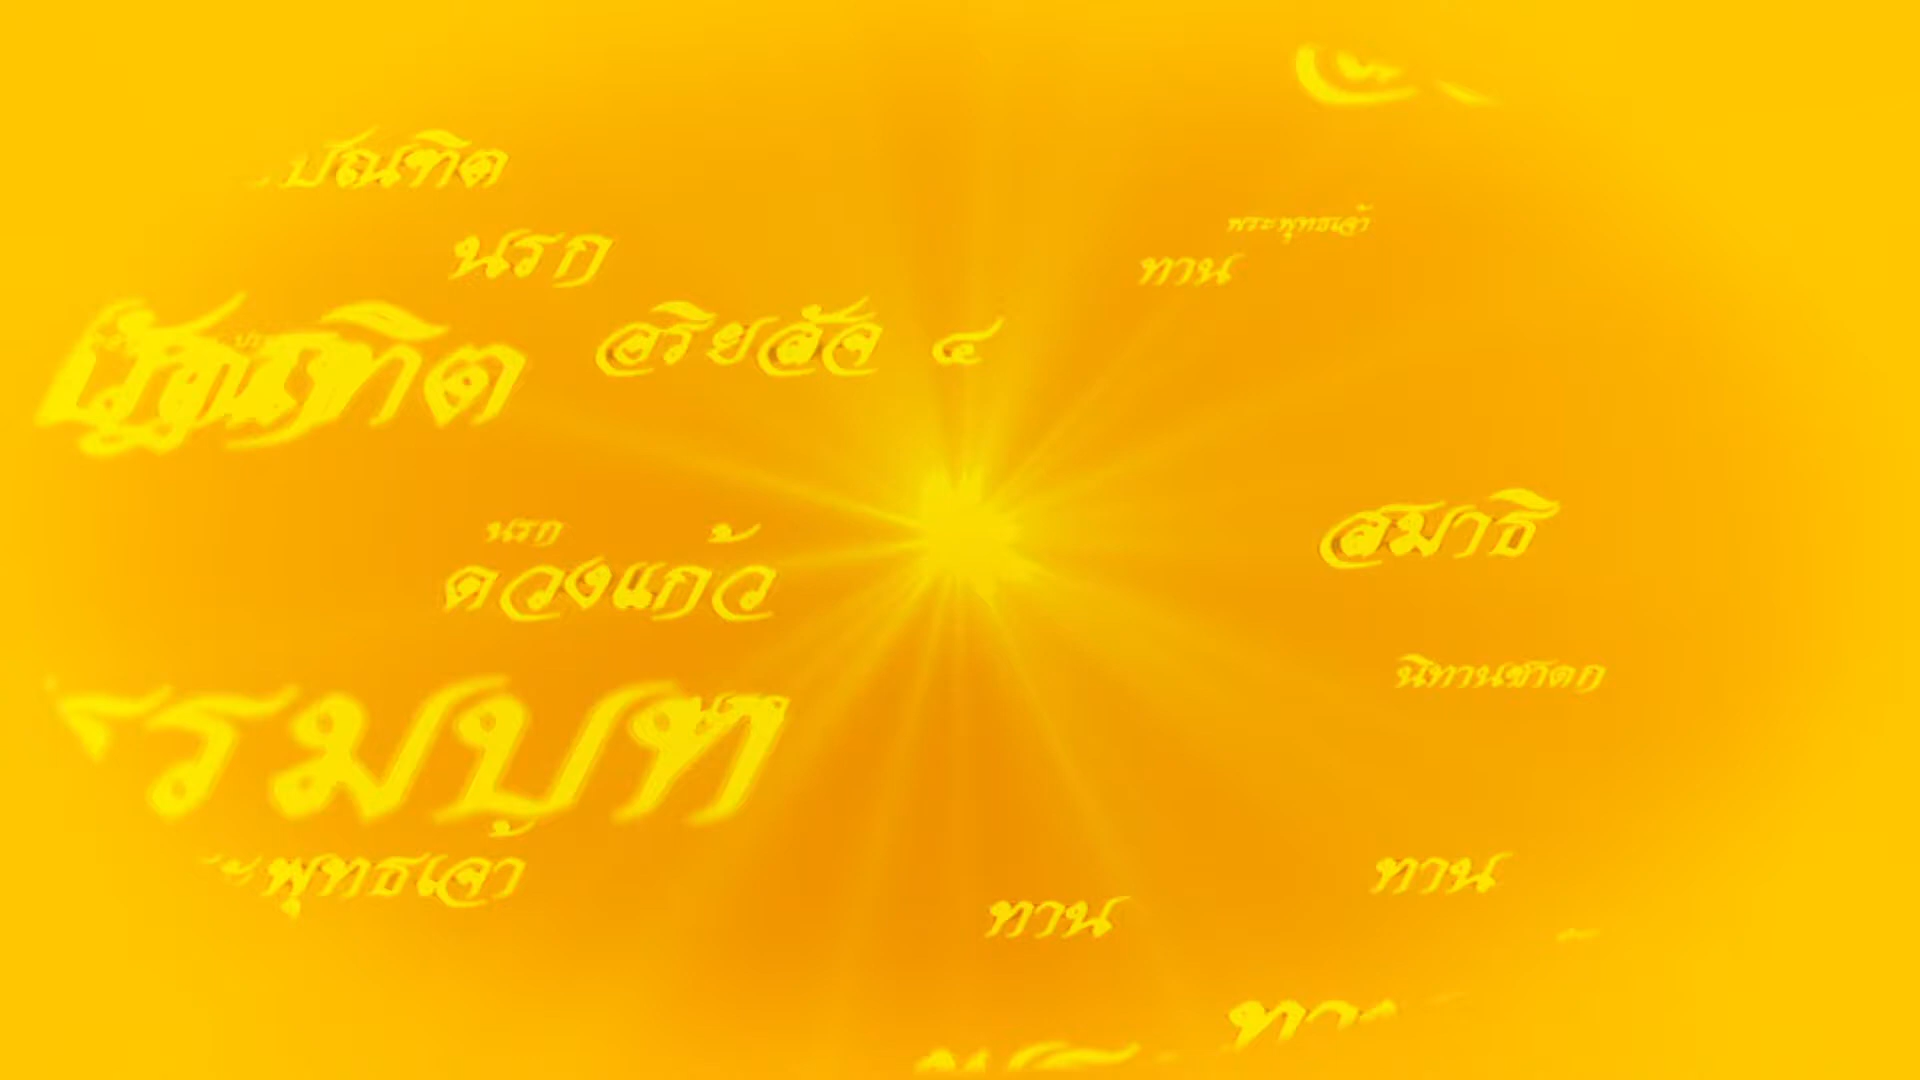 บัณฑิต
พระพุทธเจ้า
นรก
ทาน
อริยสัจ ๔
บัณฑิต
นรก
สมาธิ
ดวงแก้ว
นิทานชาดก
รมบท
ะพุทธเจ้า
ทาน
ทาน